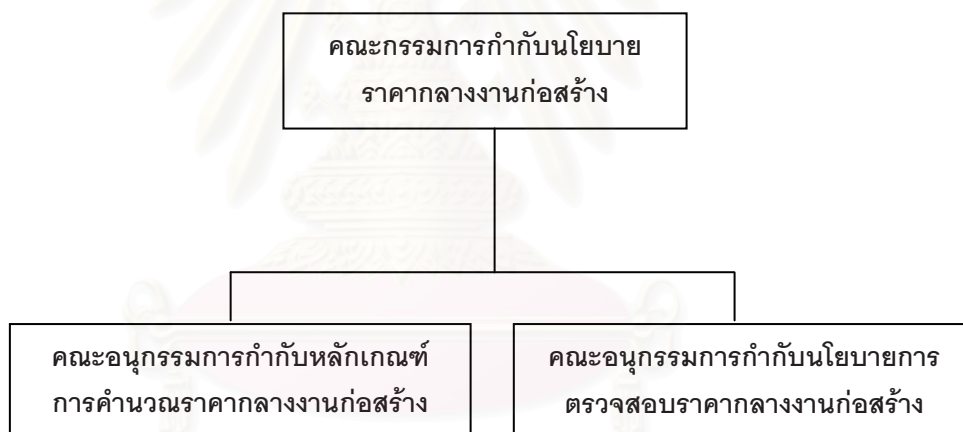 คณะกรรมการกำกับนโยบาย
ราคากลางงานก่อสร้าง
คณะอนุกรรมการกำกับหลักเกณฑ์
การคำนวณราคากลางงานก่อสร้าง
คณะอนุกรรมการกำกับนโยบายการ
ตรวจสอบราคากลางงานก่อสร้าง